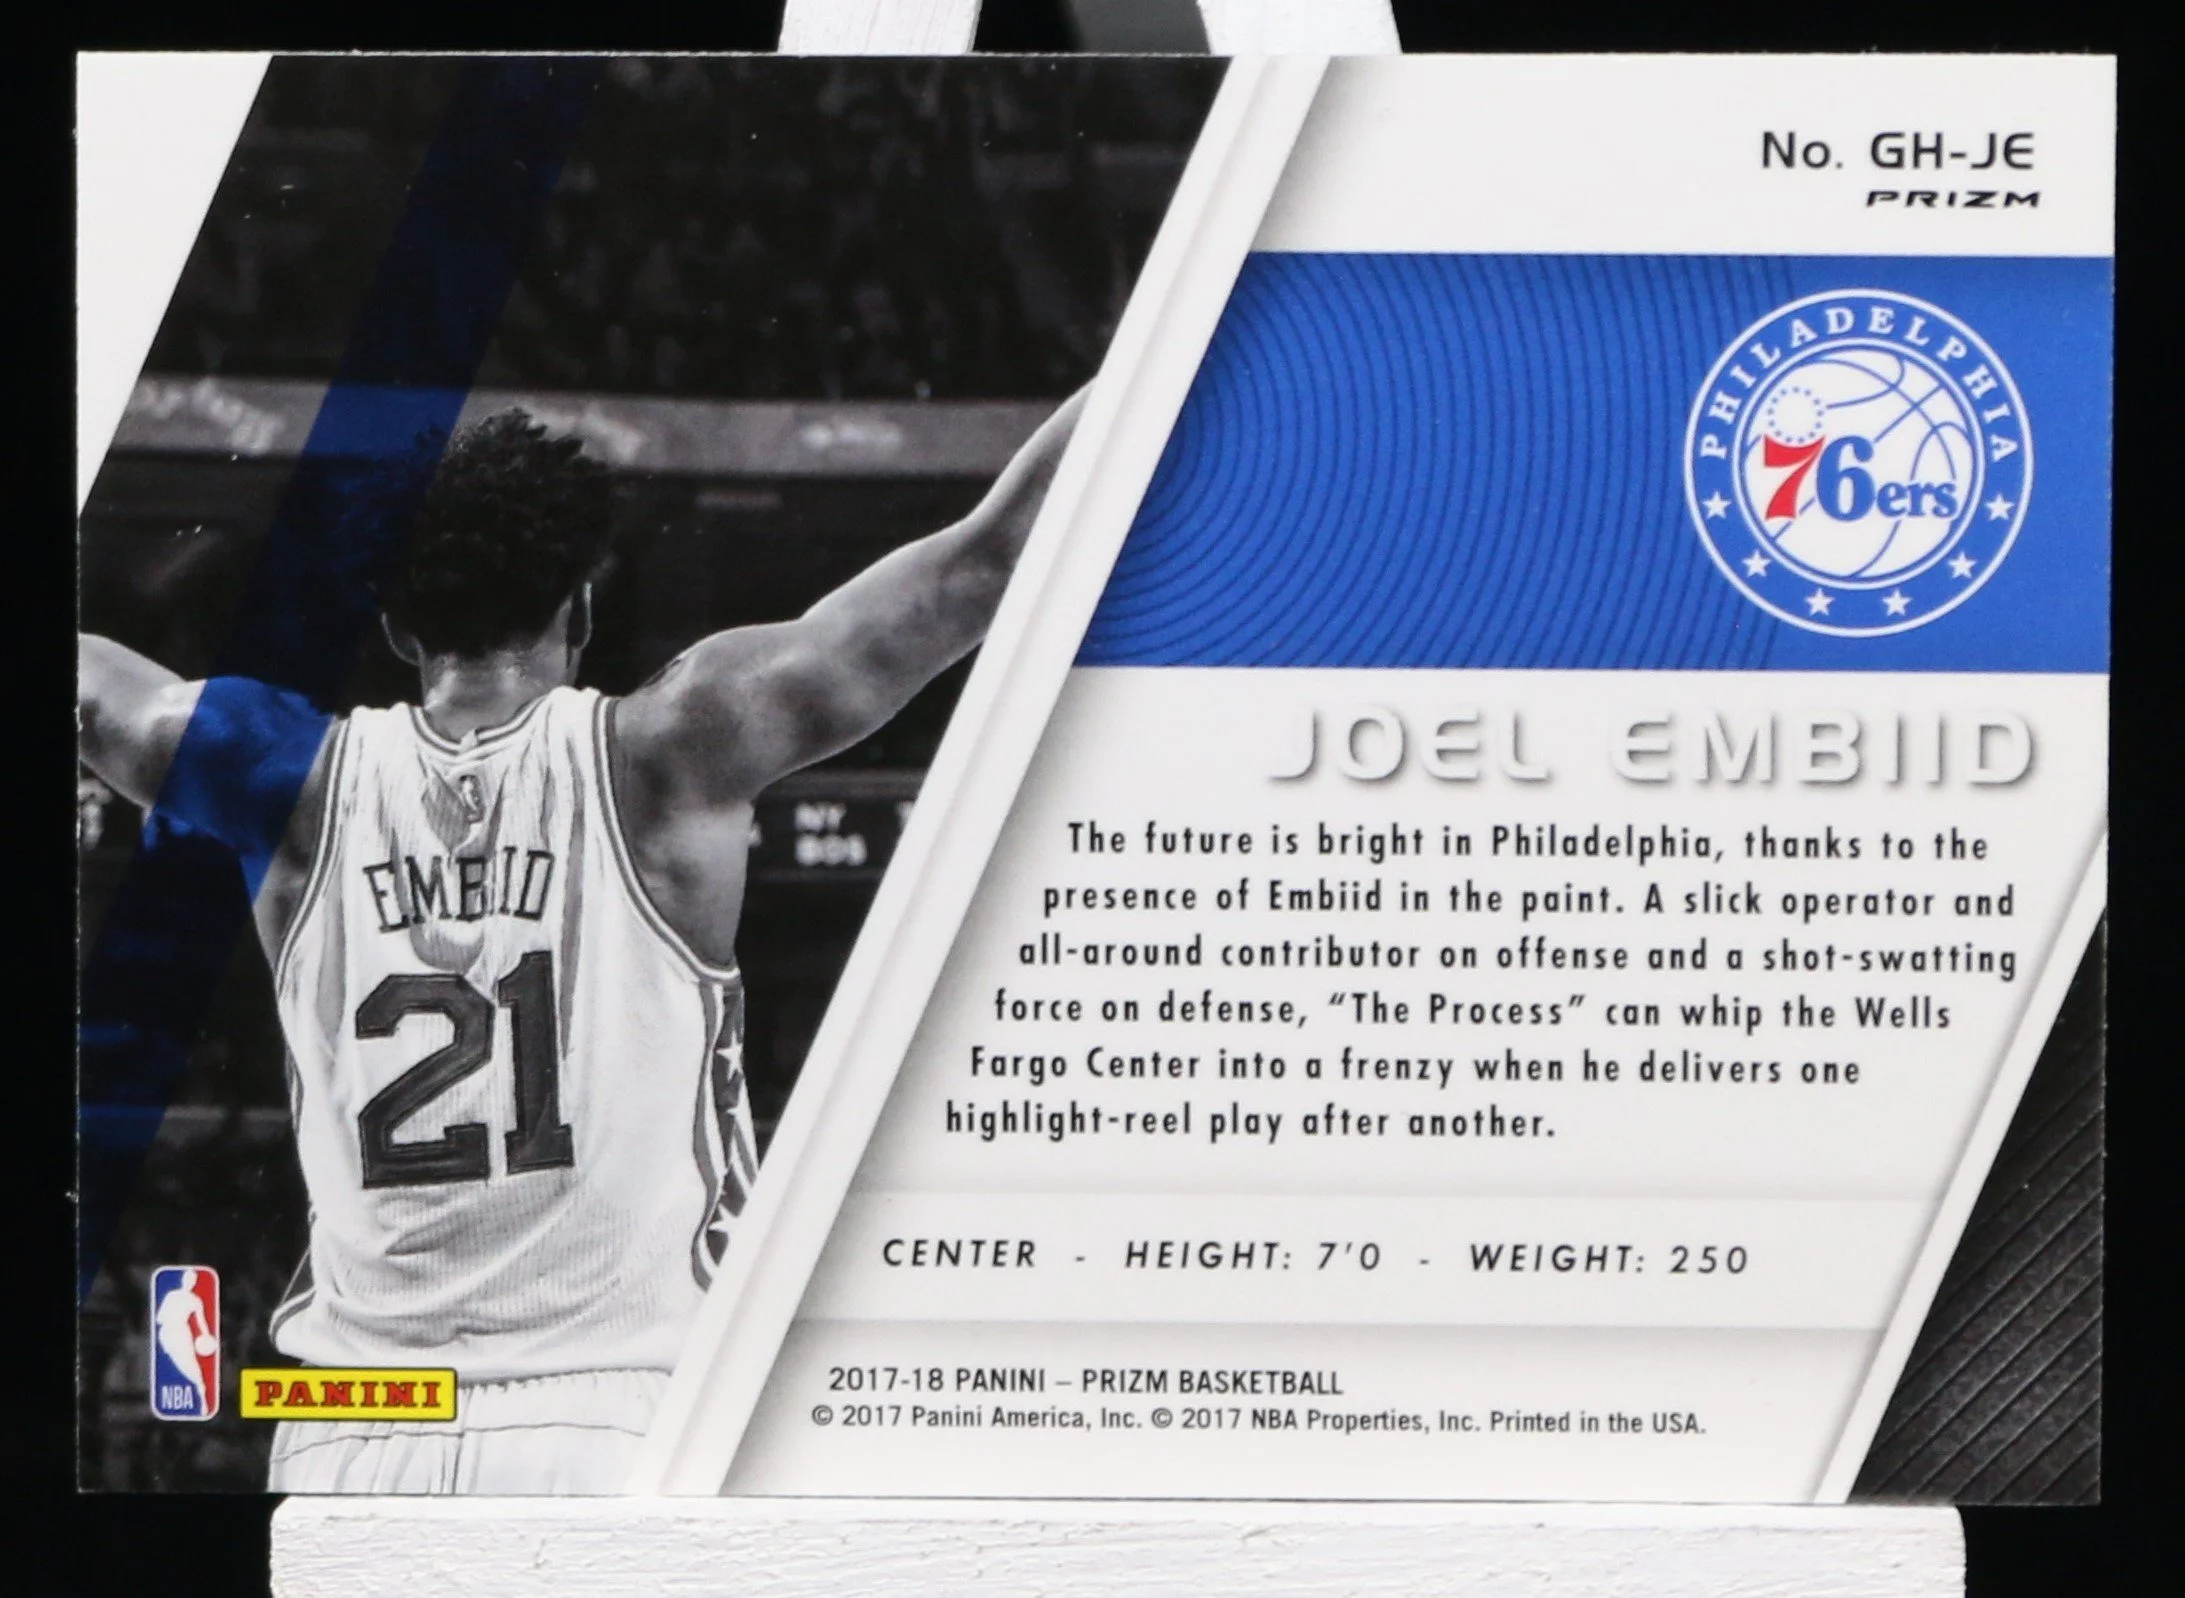 No. GH-JE
PRIZM
PHILADELPHIA
76ers
JOEL EMBIID
The future is bright in Philadelphia, thanks to the
presence of Embiid in the paint. A slick operator and
all-around contributor on offense and a shot-swatting
force on defense, “The Process” can whip the Wells
Fargo Center into a frenzy when he delivers one
highlight-reel play after another.
CENTER - HEIGHT: 7'0 - WEIGHT: 250
2017-18 PANINI – PRIZM BASKETBALL
© 2017 Panini America, Inc. © 2017 NBA Properties, Inc. Printed in the USA.
NY
BOS
EMBIID
21
NBA
PANINI